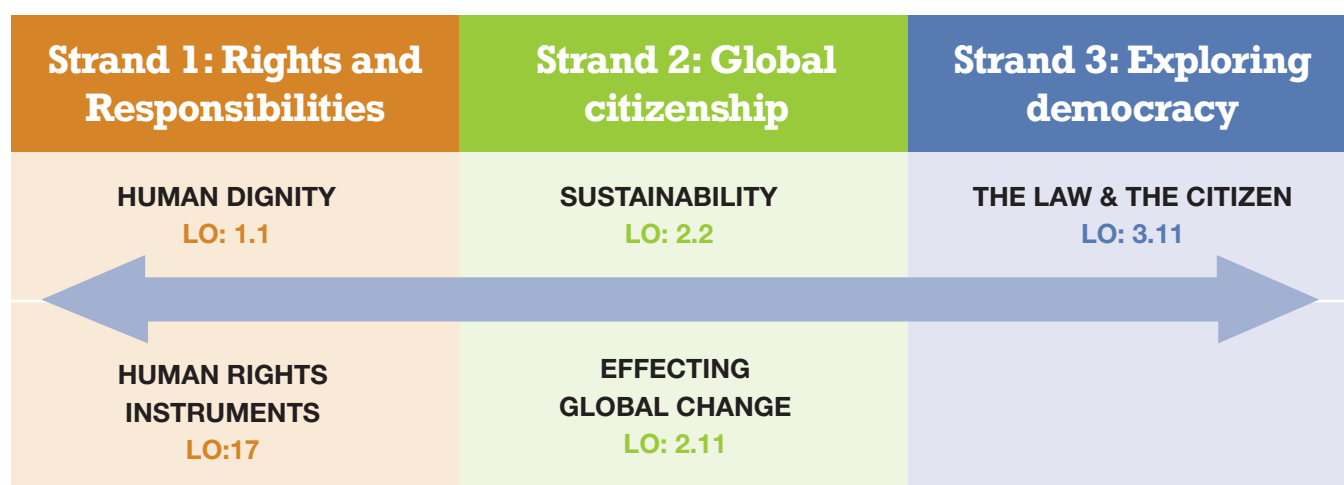 Strand 1: Rights and
Responsibilities
Strand 2: Global
citizenship
Strand 3: Exploring
democracy
HUMAN DIGNITY
LO: 1.1
SUSTAINABILITY
LO: 2.2
THE LAW & THE CITIZEN
LO: 3.11
HUMAN RIGHTS
INSTRUMENTS
LO:17
EFFECTING
GLOBAL CHANGE
LO: 2.11